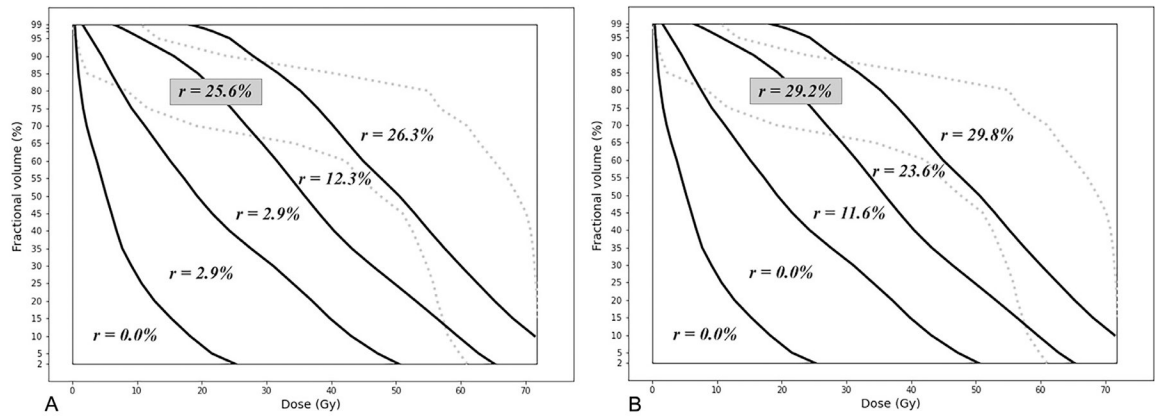 99
95
90
85
80
75
70
65
60
55
50
45
40
35
30
25
20
15
10
5
2
Fractional volume (%)
r = 25.6%
r = 26.3%
r = 12.3%
r = 2.9%
r = 2.9%
r = 0.0%
0 10 20 30 40 50 60 70
Dose (Gy)
A
99
95
90
85
80
75
70
65
60
55
50
45
40
35
30
25
20
15
10
5
2
Fractional volume (%)
r = 29.2%
r = 29.8%
r = 23.6%
r = 11.6%
r = 0.0%
r = 0.0%
0 10 20 30 40 50 60 70
Dose (Gy)
B